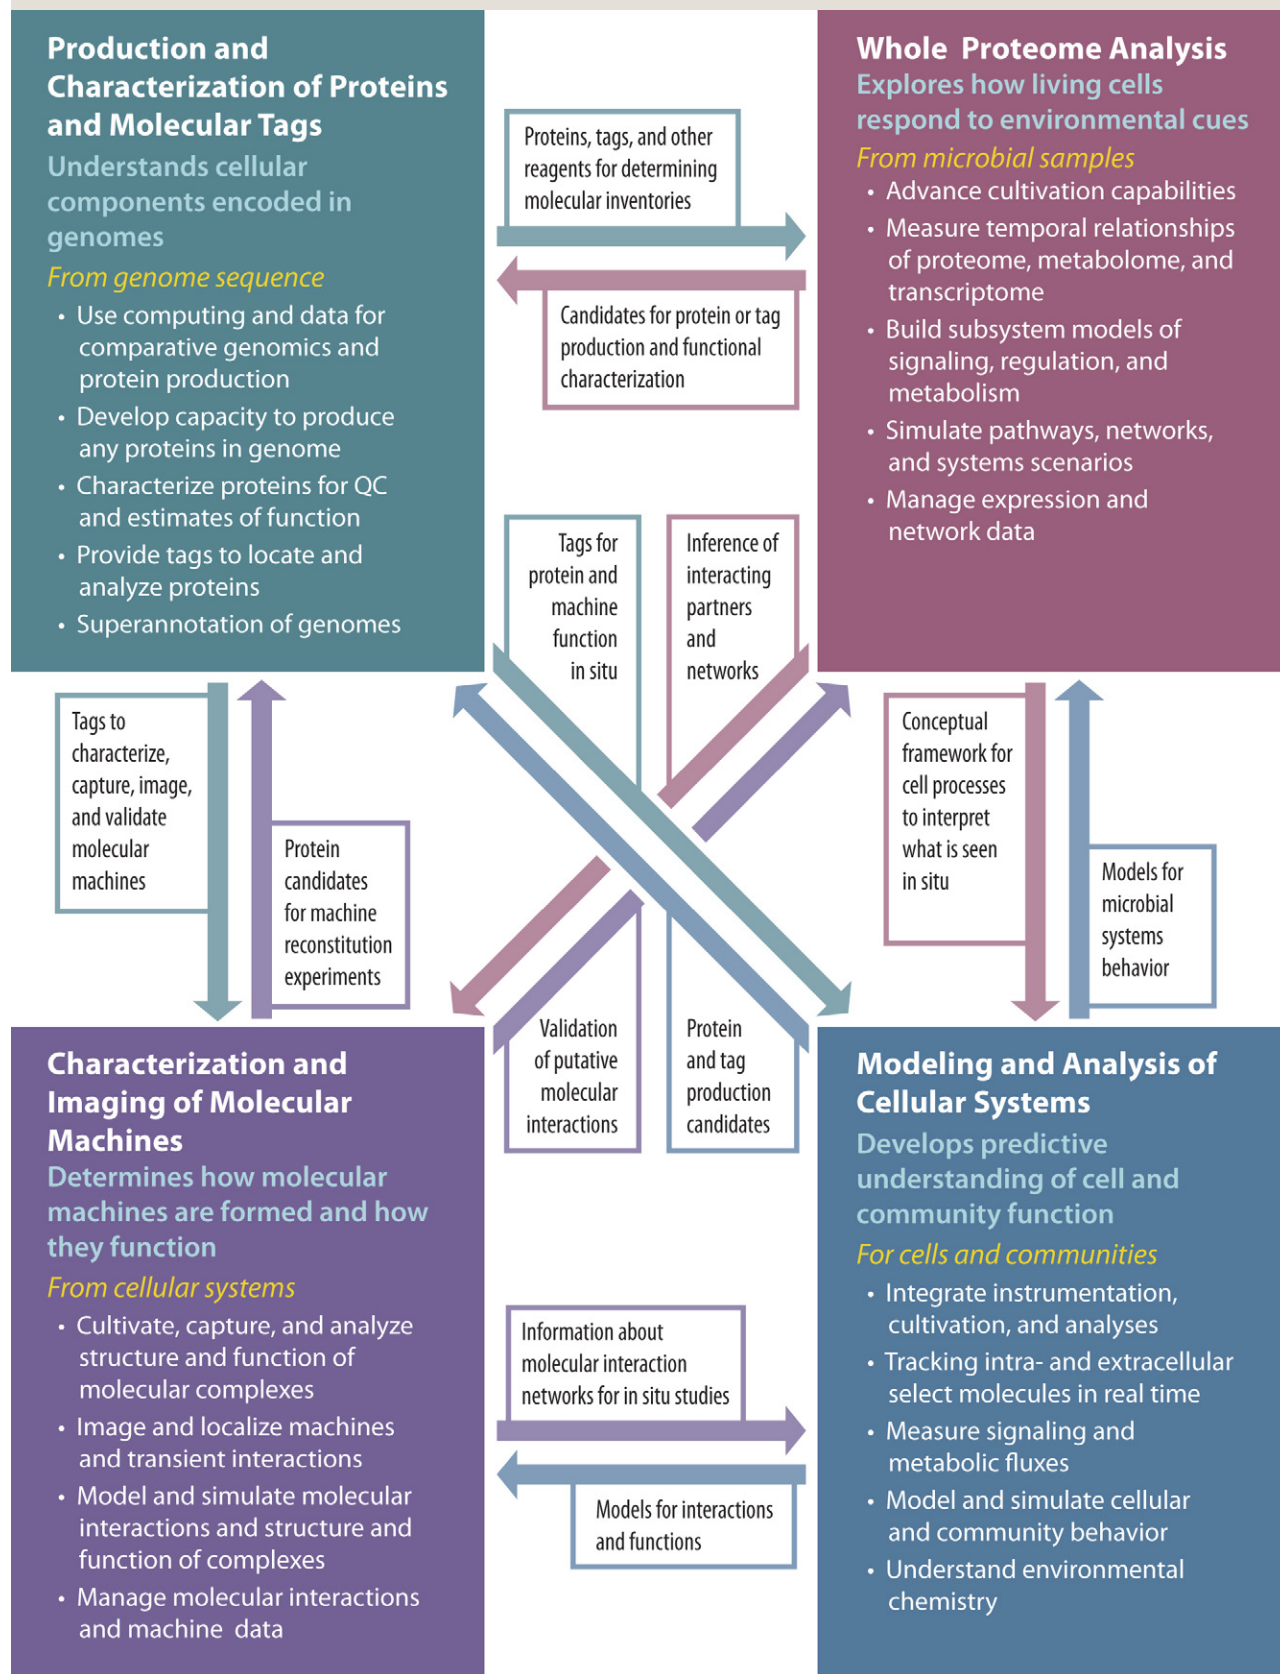 Production and
Characterization of Proteins
and Molecular Tags
Understands cellular
components encoded in
genomes
From genome sequence
• Use computing and data for
comparative genomics and
protein production
• Develop capacity to produce
any proteins in genome
• Characterize proteins for QC
and estimates of function
• Provide tags to locate and
analyze proteins
• Superannotation of genomes
Proteins, tags, and other
reagents for determining
molecular inventories
Candidates for protein or tag
production and functional
characterization
Whole Proteome Analysis
Explores how living cells
respond to environmental cues
From microbial samples
• Advance cultivation capabilities
• Measure temporal relationships
of proteome, metabolome, and
transcriptome
• Build subsystem models of
signaling, regulation, and
metabolism
• Simulate pathways, networks,
and systems scenarios
• Manage expression and
network data
Tags for
protein and
machine
function
in situ
Inference of
interacting
partners
and
networks
Tags to
characterize,
capture, image,
and validate
molecular
machines
Protein
candidates
for machine
reconstitution
experiments
Conceptual
framework for
cell processes
to interpret
what is seen
in situ
Models for
microbial
systems
behavior
Validation
of putative
molecular
interactions
Protein
and tag
production
candidates
Characterization and
Imaging of Molecular
Machines
Determines how molecular
machines are formed and how
they function
From cellular systems
• Cultivate, capture, and analyze
structure and function of
molecular complexes
• Image and localize machines
and transient interactions
• Model and simulate molecular
interactions and structure and
function of complexes
• Manage molecular interactions
and machine data
Information about
molecular interaction
networks for in situ studies
Models for interactions
and functions
Modeling and Analysis of
Cellular Systems
Develops predictive
understanding of cell and
community function
For cells and communities
• Integrate instrumentation,
cultivation, and analyses
• Tracking intra- and extracellular
select molecules in real time
• Measure signaling and
metabolic fluxes
• Model and simulate cellular
and community behavior
• Understand environmental
chemistry